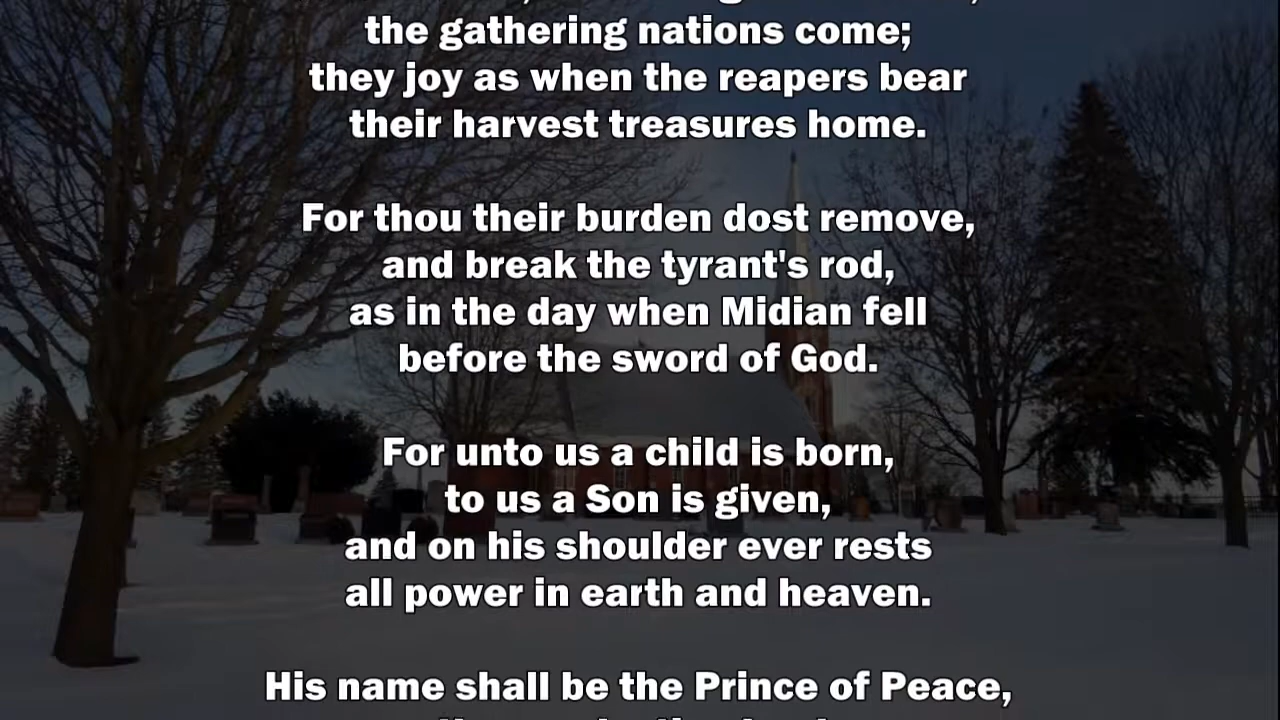 the gathering nations come;
they joy as when the reapers bear
their harvest treasures home.
For thou their burden dost remove,
and break the tyrant's rod,
as in the day when Midian fell
before the sword of God.
For unto us a child is born,
to us a Son is given,
and on his shoulder ever rests
all power in earth and heaven.
His name shall be the Prince of Peace,